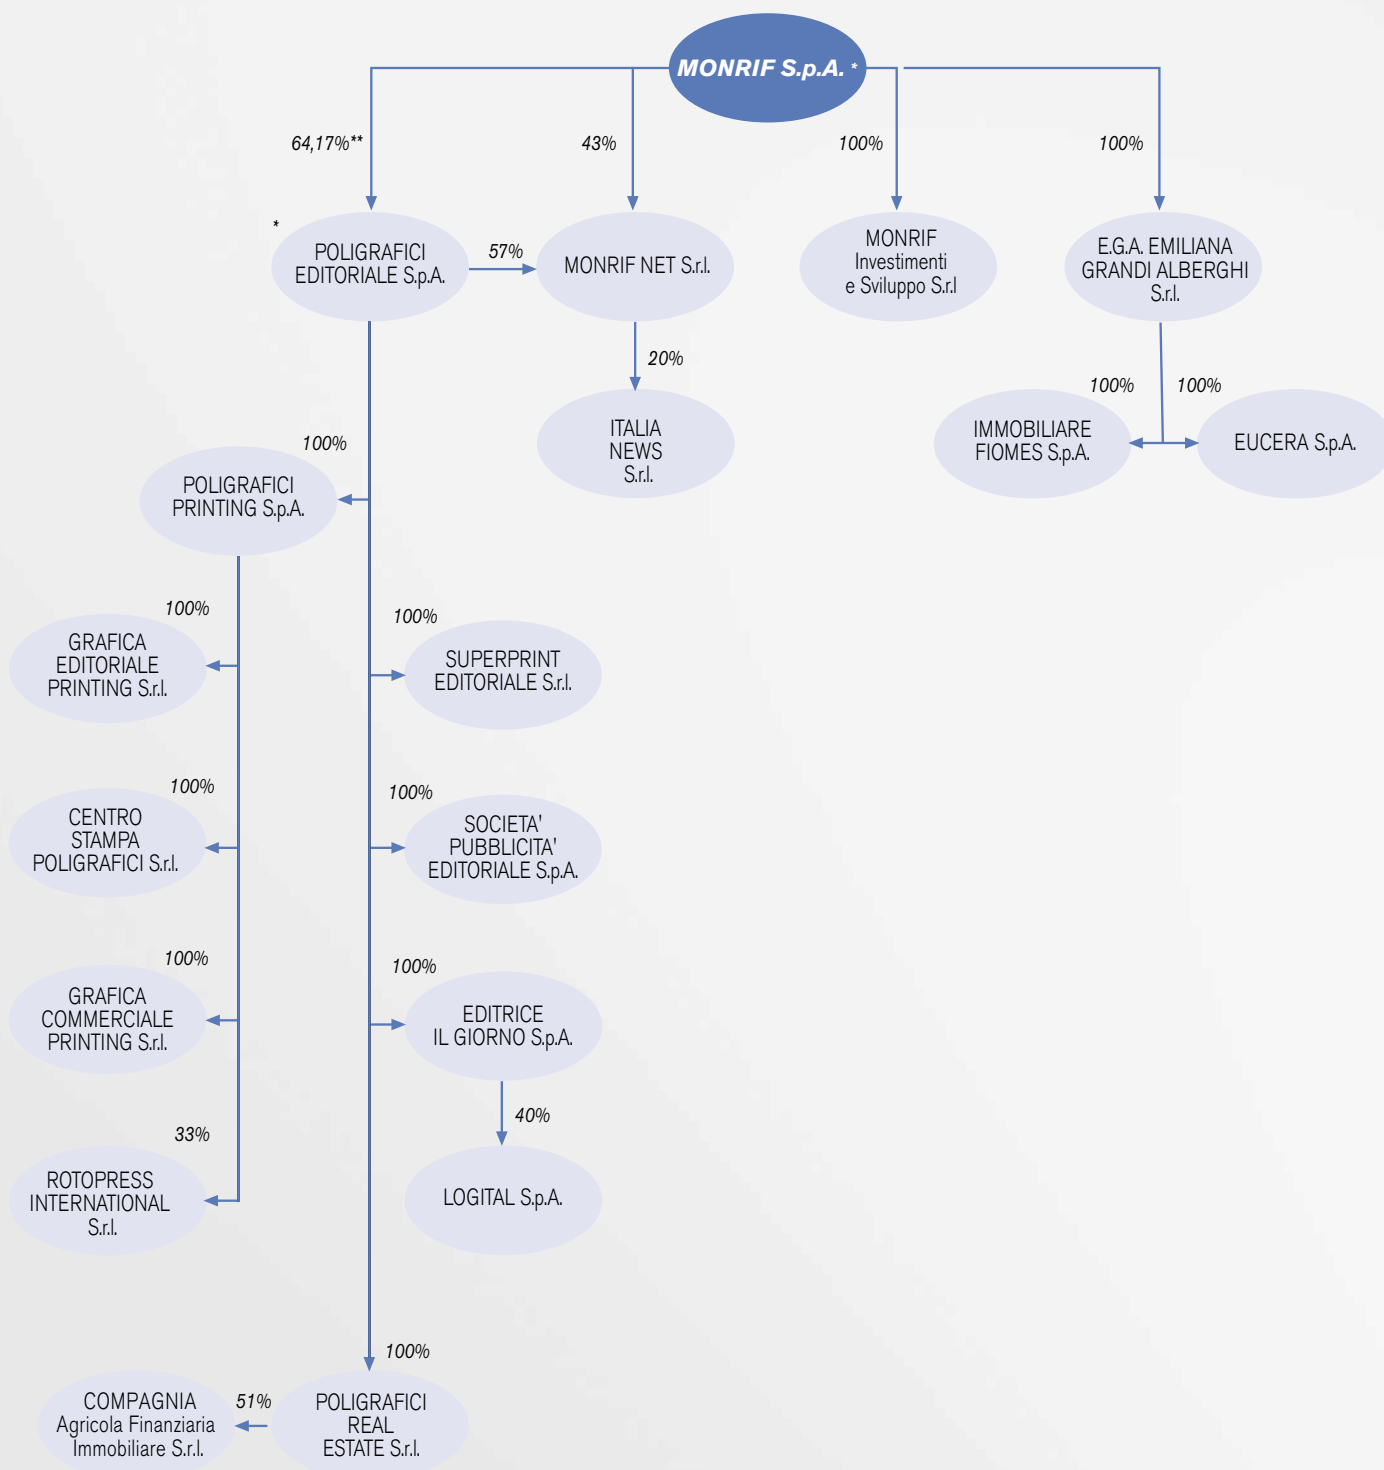 MONRIF S.p.A. *
64,17%**
43%
100%
100%
*
POLIGRAFICI
EDITORIALE S.p.A.
57%
MONRIF NET S.r.l.
MONRIF
Investimenti
e Sviluppo S.r.l
E.G.A. EMILIANA
GRANDI ALBERGHI
S.r.l.
20%
100%
100%
ITALIA
NEWS
S.r.l.
IMMOBILIARE
FIOMES S.p.A.
EUCERA S.p.A.
100%
POLIGRAFICI
PRINTING S.p.A.
100%
GRAFICA
EDITORIALE
PRINTING S.r.l.
100%
SUPERPRINT
EDITORIALE S.r.l.
100%
CENTRO
STAMPA
POLIGRAFICI S.r.l.
100%
SOCIETA'
PUBBLICITA'
EDITORIALE S.p.A.
100%
GRAFICA
COMMERCIALE
PRINTING S.r.l.
100%
EDITRICE
IL GIORNO S.p.A.
40%
33%
ROTOPRESS
INTERNATIONAL
S.r.l.
LOGITAL S.p.A.
100%
COMPAGNIA
Agricola Finanziaria
Immobiliare S.r.l.
51%
POLIGRAFICI
REAL
ESTATE S.r.l.